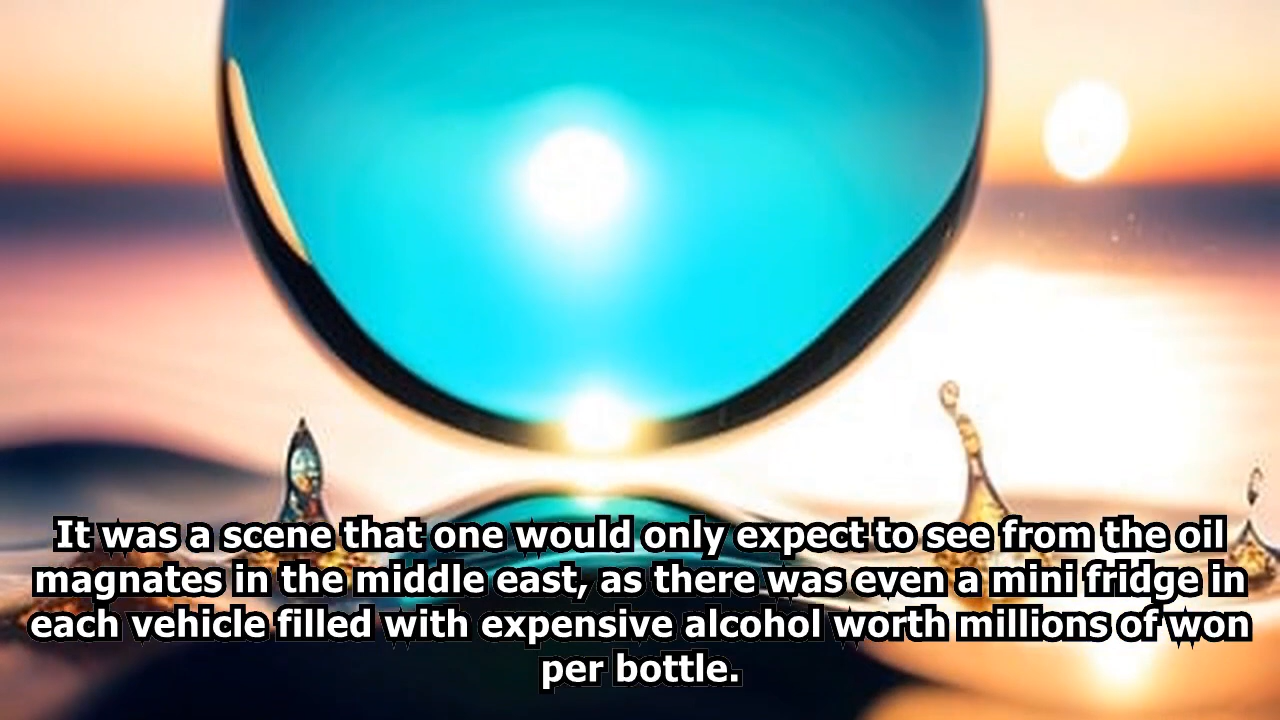 It was a scene that one would only expect to see from the oil
magnates in the middle east, as there was even a mini fridge in
each vehicle filled with expensive alcohol worth millions of won
per bottle.